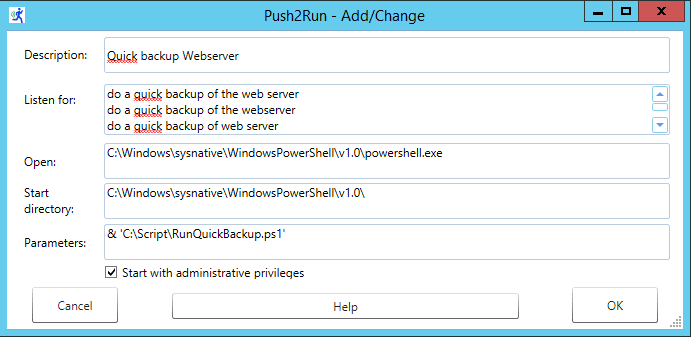 Push2Run - Add/Change
Description:
Quick backup Webserver
Listen for:
do a quick backup of the web server
do a quick backup of the webserver
do a quick backup of web server
Open:
C:\Windows\sysnative\WindowsPowerShell\v1.0\powershell.exe
Start
directory:
C:\Windows\sysnative\WindowsPowerShell\v1.0\
Parameters:
& 'C:\Script\RunQuickBackup.ps1'
Start with administrative privileges
Cancel
Help
OK